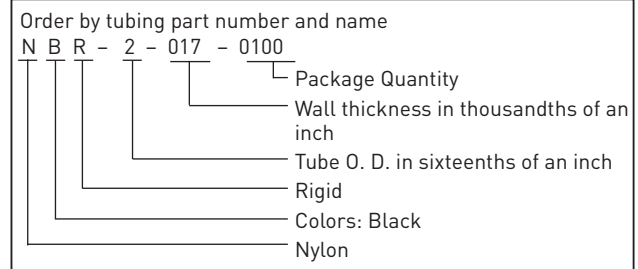 Order by tubing part number and name
N B R – 2 – 017 – 0100
Package Quantity
Wall thickness in thousandths of an
inch
Tube O. D. in sixteenths of an inch
Rigid
Colors: Black
Nylon